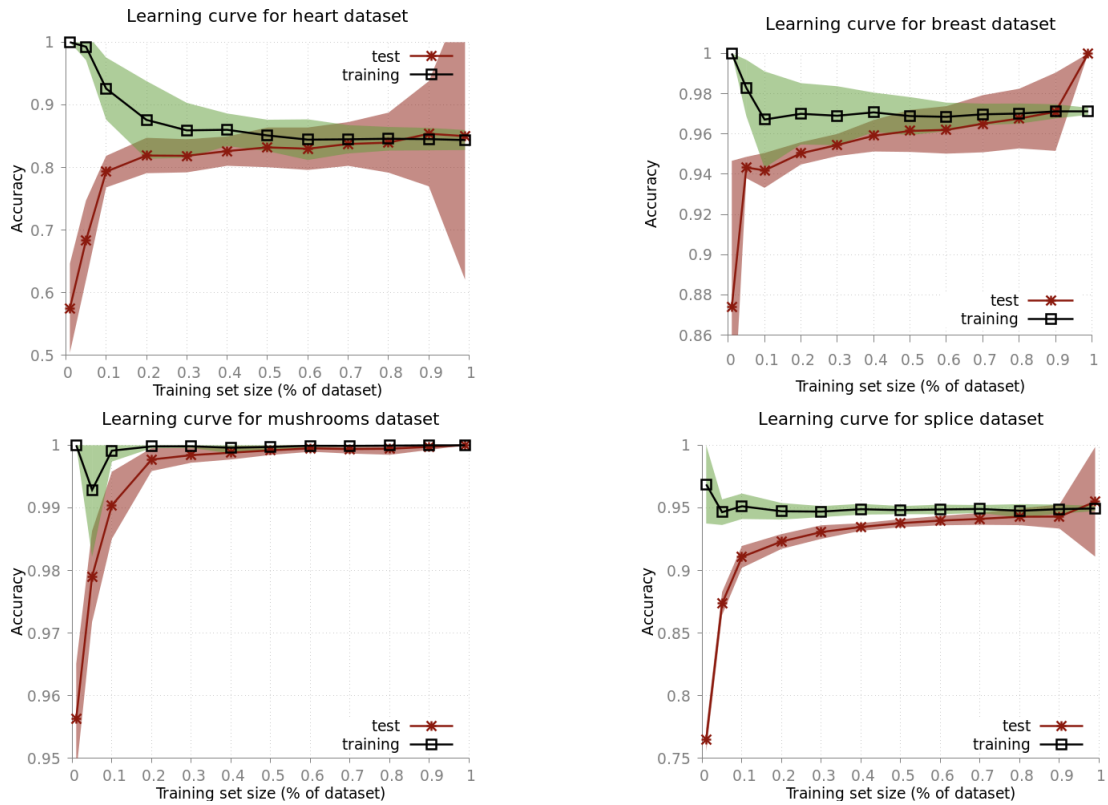 Learning curve for heart dataset
1
0.9
0.8
0.7
0.6
0.5
Accuracy
test
training
0 0.1 0.2 0.3 0.4 0.5 0.6 0.7 0.8 0.9 1
Training set size (% of dataset)
Learning curve for breast dataset
1
0.98
0.96
0.94
0.92
0.9
0.88
0.86
Accuracy
test
training
0 0.1 0.2 0.3 0.4 0.5 0.6 0.7 0.8 0.9 1
Training set size (% of dataset)
Learning curve for mushrooms dataset
1
0.99
0.98
0.97
0.96
0.95
Accuracy
test
training
0 0.1 0.2 0.3 0.4 0.5 0.6 0.7 0.8 0.9 1
Training set size (% of dataset)
Learning curve for splice dataset
1
0.95
0.9
0.85
0.8
0.75
Accuracy
test
training
0 0.1 0.2 0.3 0.4 0.5 0.6 0.7 0.8 0.9 1
Training set size (% of dataset)